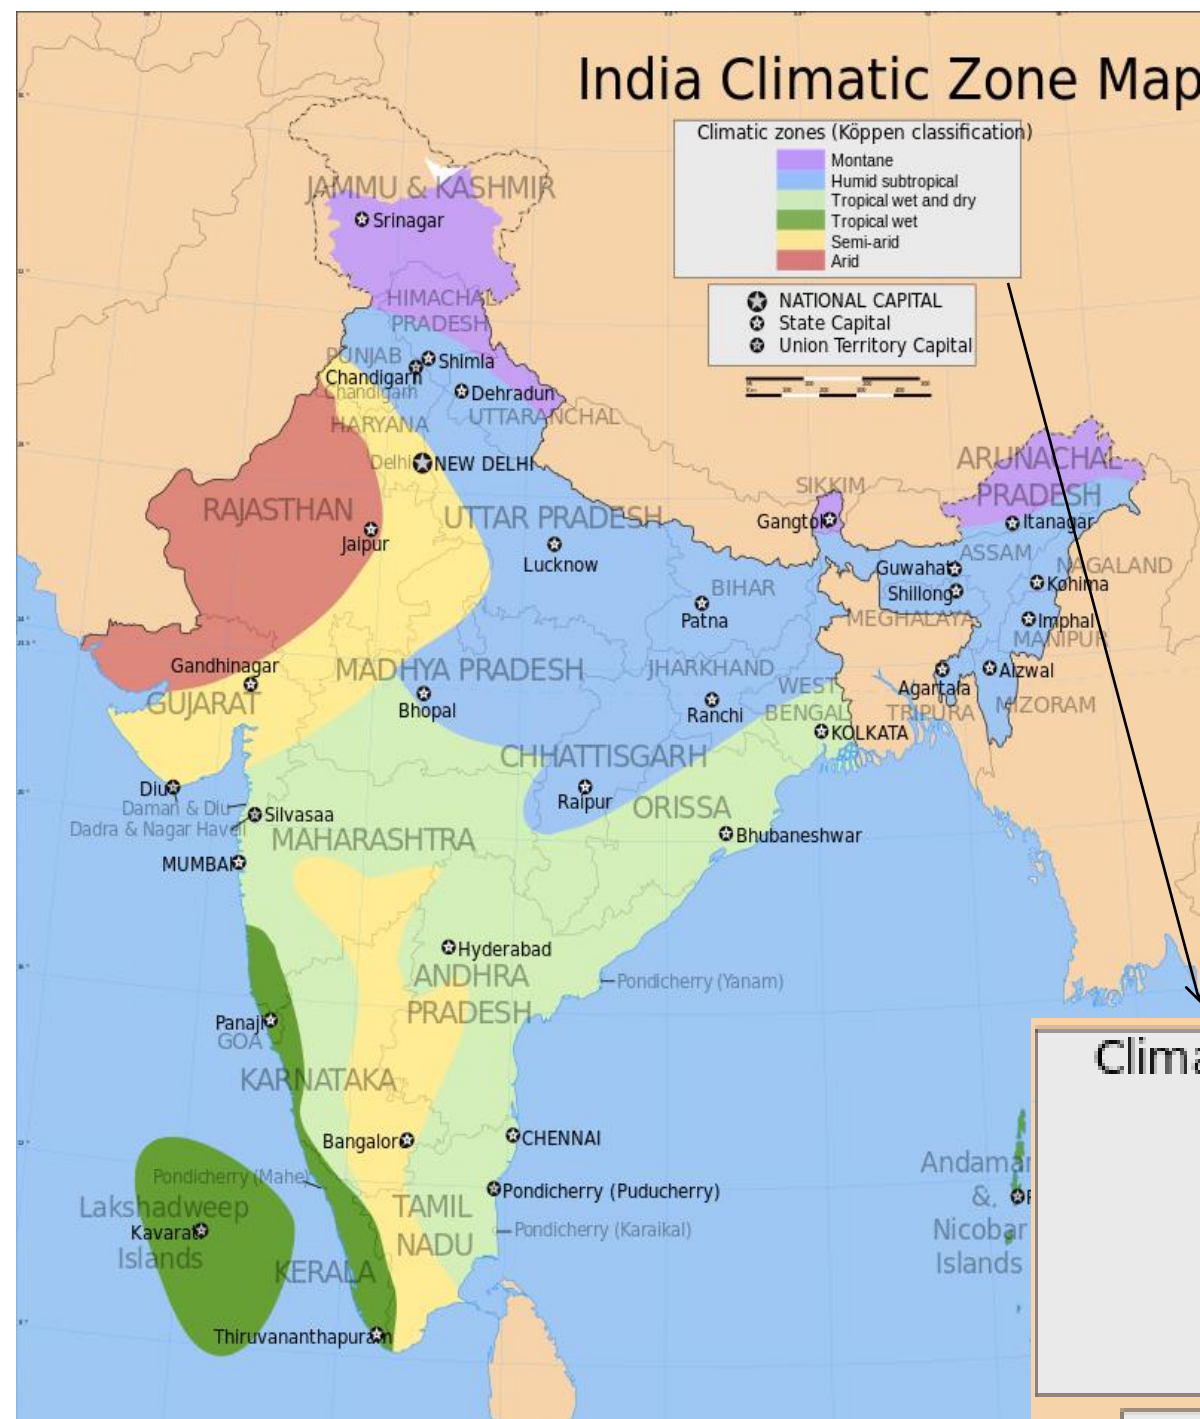 India Climatic Zone Map
Climatic zones (Köppen classification)
Montane
Humid subtropical
Tropical wet and dry
Tropical wet
Semi-arid
Arid
NATIONAL CAPITAL
State Capital
Union Territory Capital
JAMMU & KASHMIR
Srinagar
HIMACHAL
PRADESH
PUNJAB
Shimla
Chandigarh
Chandigarh
Dehradun
UTTARANCHAL
HARYANA
Delhi
NEW DELHI
ARUNACHAL
PRADESH
SIKKIM
Gangtok
Itanagar
RAJASTHAN
Jaipur
UTTAR PRADESH
Lucknow
ASSAM
NAGALAND
Guwahati
Kohima
Shillong
BIHAR
Patna
MEGHALAYA
Imphal
MANIPUR
Gandhinagar
GUJARAT
MADHYA PRADESH
Bhopal
JHARKHAND
Ranchi
WEST
BENGAL
KOLKATA
Agartala
TRIPURA
Aizwal
MIZORAM
CHHATTISGARH
Raipur
ORISSA
Bhubaneshwar
Diu
Daman & Diu
Dadra & Nagar Haveli
Silvasaa
MAHARASHTRA
MUMBAI
Hyderabad
ANDHRA
PRADESH
Pondicherry (Yanam)
Panaji
GOA
KARNATAKA
Bangalor
CHENNAI
Pondicherry (Mahe)
Pondicherry (Puducherry)
Lakshadweep
Kavarati
Islands
TAMIL
NADU
Pondicherry (Karaikal)
KERALA
Thiruvananthapuram
Clima
Andaman
&
Nicobar
Islands